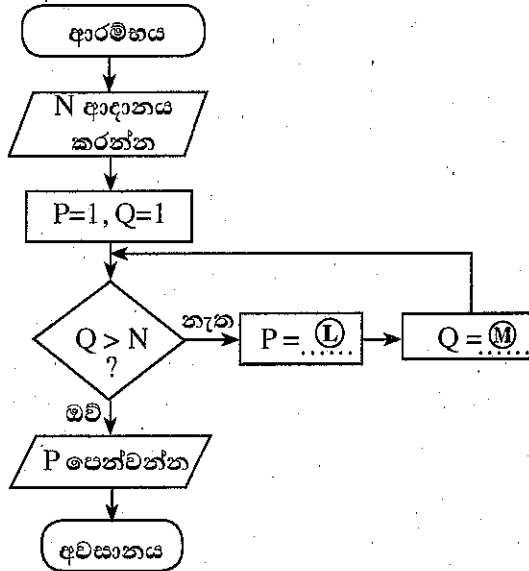 ආරම්භය
N ආදානය
කරන්න
P=1, Q=1
Q > N
?
නැත
P = Ⓛ
Q = Ⓜ
ඔව්
P පෙන්වන්න
අවසානය